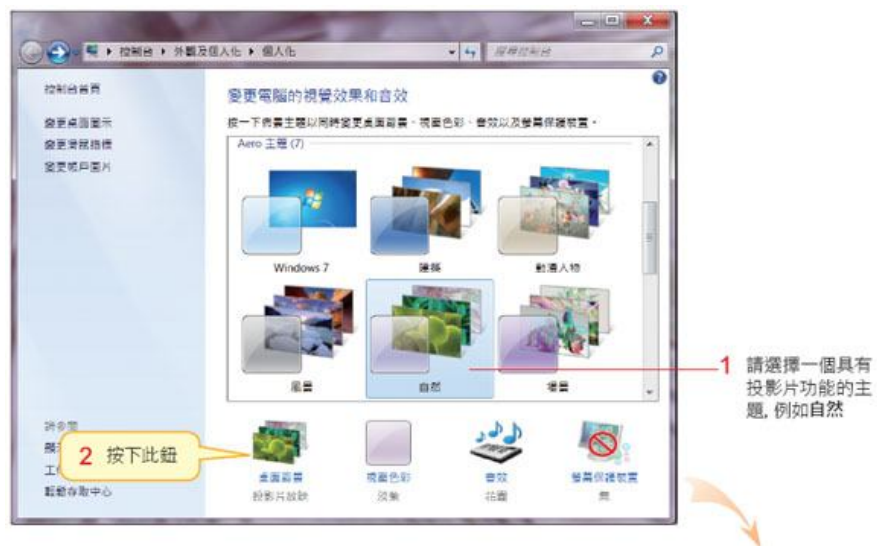 控制台 ▸ 外觀及個人化 ▸ 個人化
搜尋控制台
控制台首頁
變更桌面圖示
變更滑鼠指標
變更帳戶圖片
變更電腦的視覺效果和音效
按一下佈景主題以同時變更桌面背景、視窗色彩、音效以及螢幕保護裝置。
Aero 主題 (7)
Windows 7
建築
動漫人物
風景
自然
場景
1 請選擇一個具有
投影片功能的主
題, 例如自然
請參閱
2 按下此鈕
輕鬆存取中心
桌面背景
投影片放映
視窗色彩
淡紫
音效
花園
螢幕保護裝置
無